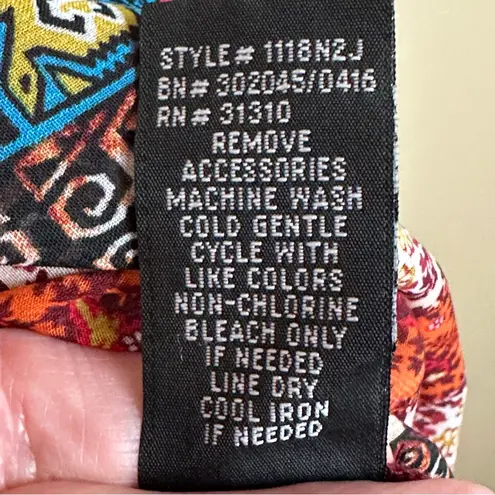 STYLE# 1118N2J
BN# 302045/0416
RN# 31310
REMOVE
ACCESSORIES
MACHINE WASH
COLD GENTLE
CYCLE WITH
LIKE COLORS
NON-CHLORINE
BLEACH ONLY
IF NEEDED
LINE DRY
COOL IRON
IF NEEDED